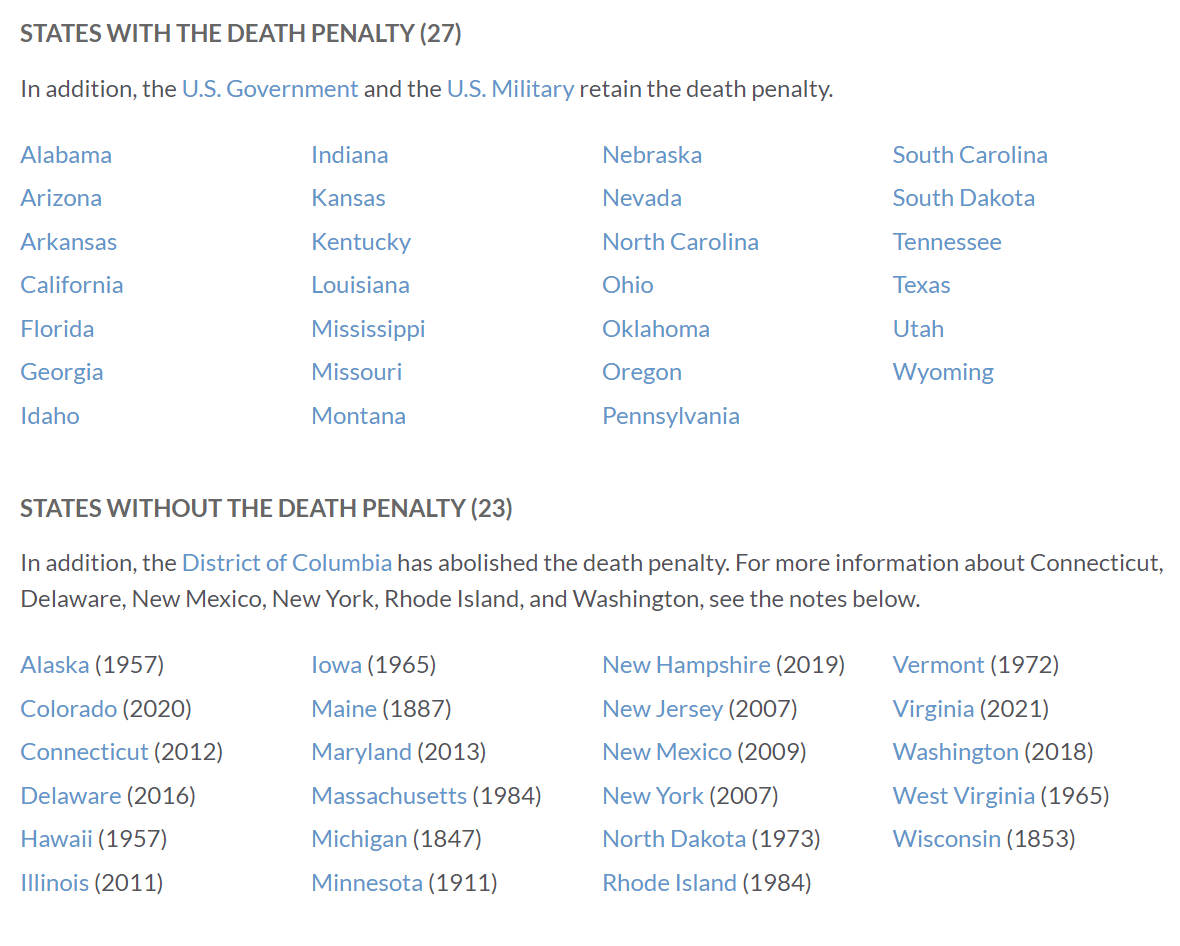 STATES WITH THE DEATH PENALTY (27)
In addition, the U.S. Government and the U.S. Military retain the death penalty.
Alabama
Arizona
Arkansas
California
Florida
Georgia
Idaho
Indiana
Kansas
Kentucky
Louisiana
Mississippi
Missouri
Montana
Nebraska
Nevada
North Carolina
Ohio
Oklahoma
Oregon
Pennsylvania
South Carolina
South Dakota
Tennessee
Texas
Utah
Wyoming
STATES WITHOUT THE DEATH PENALTY (23)
In addition, the District of Columbia has abolished the death penalty. For more information about Connecticut,
Delaware, New Mexico, New York, Rhode Island, and Washington, see the notes below.
Alaska (1957)
Colorado (2020)
Connecticut (2012)
Delaware (2016)
Hawaii (1957)
Illinois (2011)
Iowa (1965)
Maine (1887)
Maryland (2013)
Massachusetts (1984)
Michigan (1847)
Minnesota (1911)
New Hampshire (2019)
New Jersey (2007)
New Mexico (2009)
New York (2007)
North Dakota (1973)
Rhode Island (1984)
Vermont (1972)
Virginia (2021)
Washington (2018)
West Virginia (1965)
Wisconsin (1853)